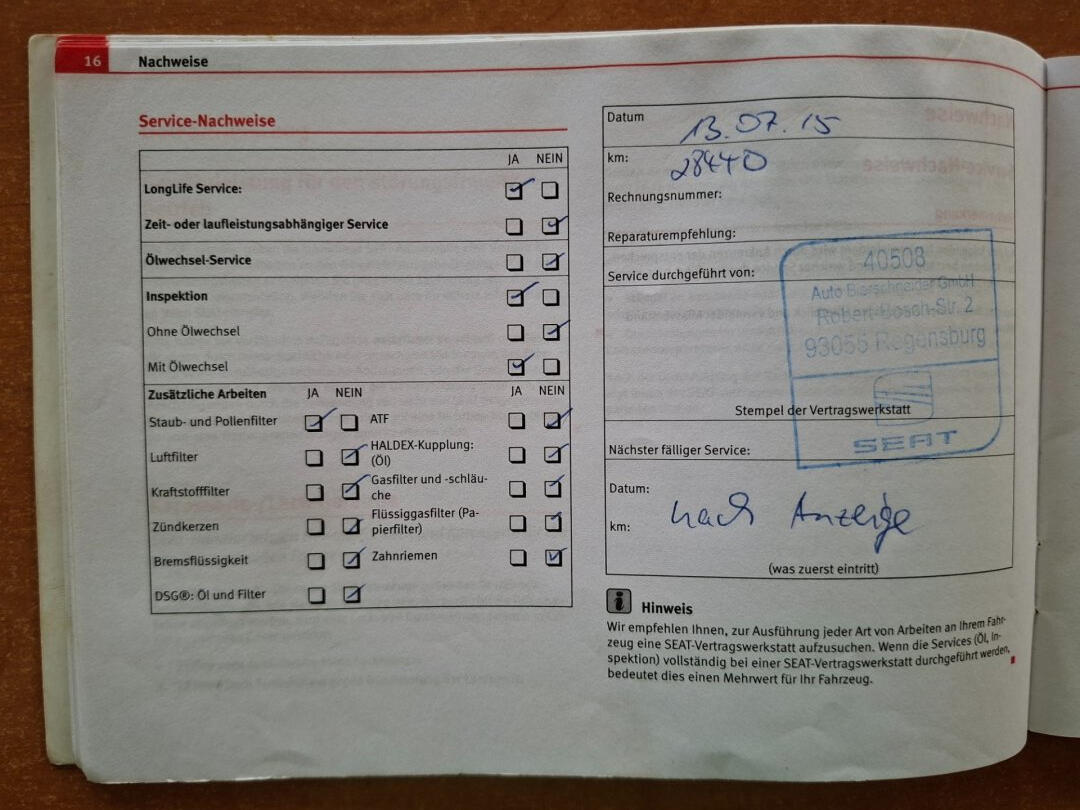 16 Nachweise
Service-Nachweise
JA NEIN
LongLife Service:
Zeit- oder laufleistungsabhängiger Service
Ölwechsel-Service
Inspektion
Ohne Ölwechsel
Mit Ölwechsel
Zusätzliche Arbeiten JA NEIN JA NEIN
Staub- und Pollenfilter ATF
Luftfilter HALDEX-Kupplung:
(Öl)
Kraftstofffilter Gasfilter und -schläu-
che
Zündkerzen Flüssiggasfilter (Pa-
pierfilter)
Bremsflüssigkeit Zahnriemen
DSG®: Öl und Filter
Datum 13.07.15
km: 28440
Rechnungsnummer:
Reparaturempfehlung:
Service durchgeführt von:
40508
Auto Bierschneider GmbH
Robert-Bosch-Str. 2
93055 Regensburg
Stempel der Vertragswerkstatt
SEAT
Nächster fälliger Service:
Datum:
km: nach Anzeige
(was zuerst eintritt)
Hinweis
Wir empfehlen Ihnen, zur Ausführung jeder Art von Arbeiten an Ihrem Fahr-
zeug eine SEAT-Vertragswerkstatt aufzusuchen. Wenn die Services (Öl, In-
spektion) vollständig bei einer SEAT-Vertragswerkstatt durchgeführt werden,
bedeutet dies einen Mehrwert für Ihr Fahrzeug.